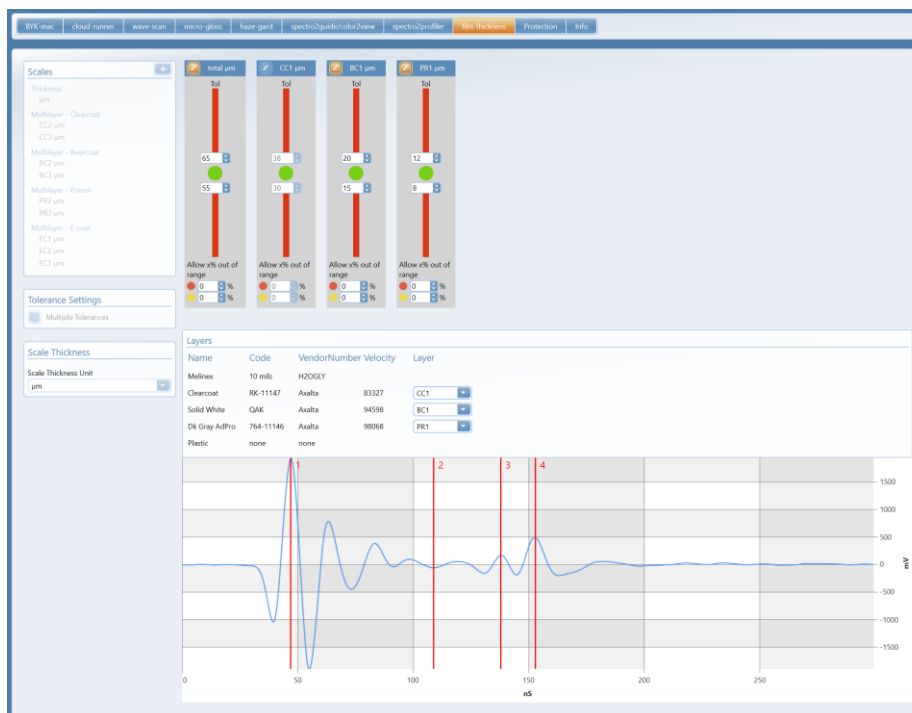 BYK-mac cloud-runner wave-scan micro-gloss haze-gard spectro2guide/color2view spectro2profiler film thickness Protection Info
Scales +
Thickness
µm
Multilayer - Clearcoat
CC2 µm
CC3 µm
Multilayer - Basecoat
BC2 µm
BC3 µm
Multilayer - Primer
PR2 µm
PR3 µm
Multilayer - E-coat
EC1 µm
EC2 µm
EC3 µm
Tolerance Settings
Multiple Tolerances
Scale Thickness
Scale Thickness Unit
µm
total µm CC1 µm BC1 µm PR1 µm
Tol Tol Tol Tol
65 38 20 12
55 30 15 8
Allow x% out of range Allow x% out of range Allow x% out of range Allow x% out of range
0 % 0 % 0 % 0 %
0 % 0 % 0 % 0 %
Layers
Name Code VendorNumber Velocity Layer
Melinex 10 mils H2OGLY
Clearcoat RK-11147 Axalta 83327 CC1
Solid White QAK Axalta 94598 BC1
Dk Gray AdPro 764-11146 Axalta 98068 PR1
Plastic none none
1 2 3 4
1500
1000
500
0
-500
-1000
-1500
mV
0 50 100 150 200 250
nS